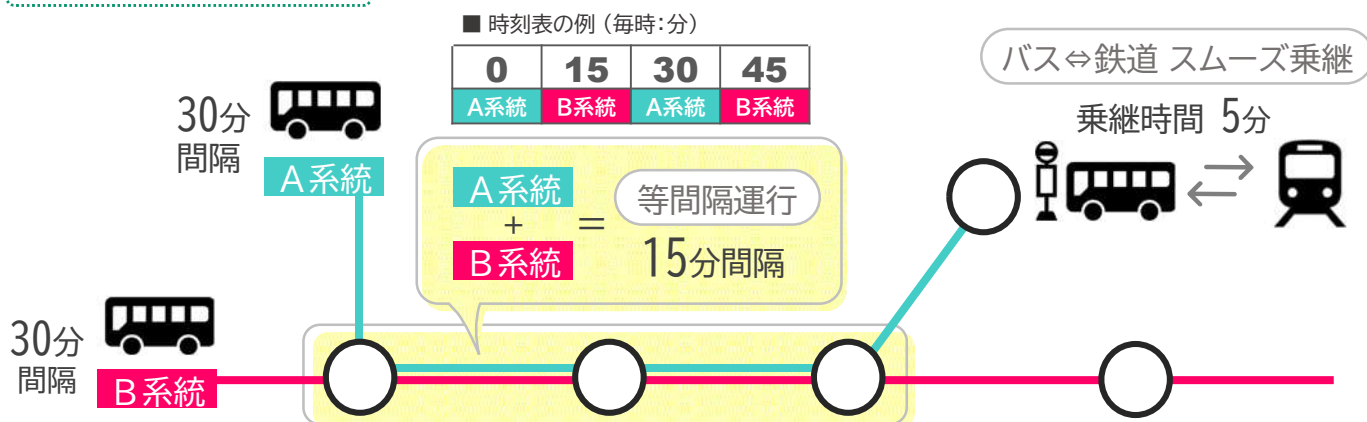 ■ 時刻表の例（毎時：分）
0 15 30 45
A系統 B系統 A系統 B系統
バス⇔鉄道 スムーズ乗継
乗継時間 5分
30分
間隔
A系統
A系統
+
B系統
=
等間隔運行
15分間隔
30分
間隔
B系統